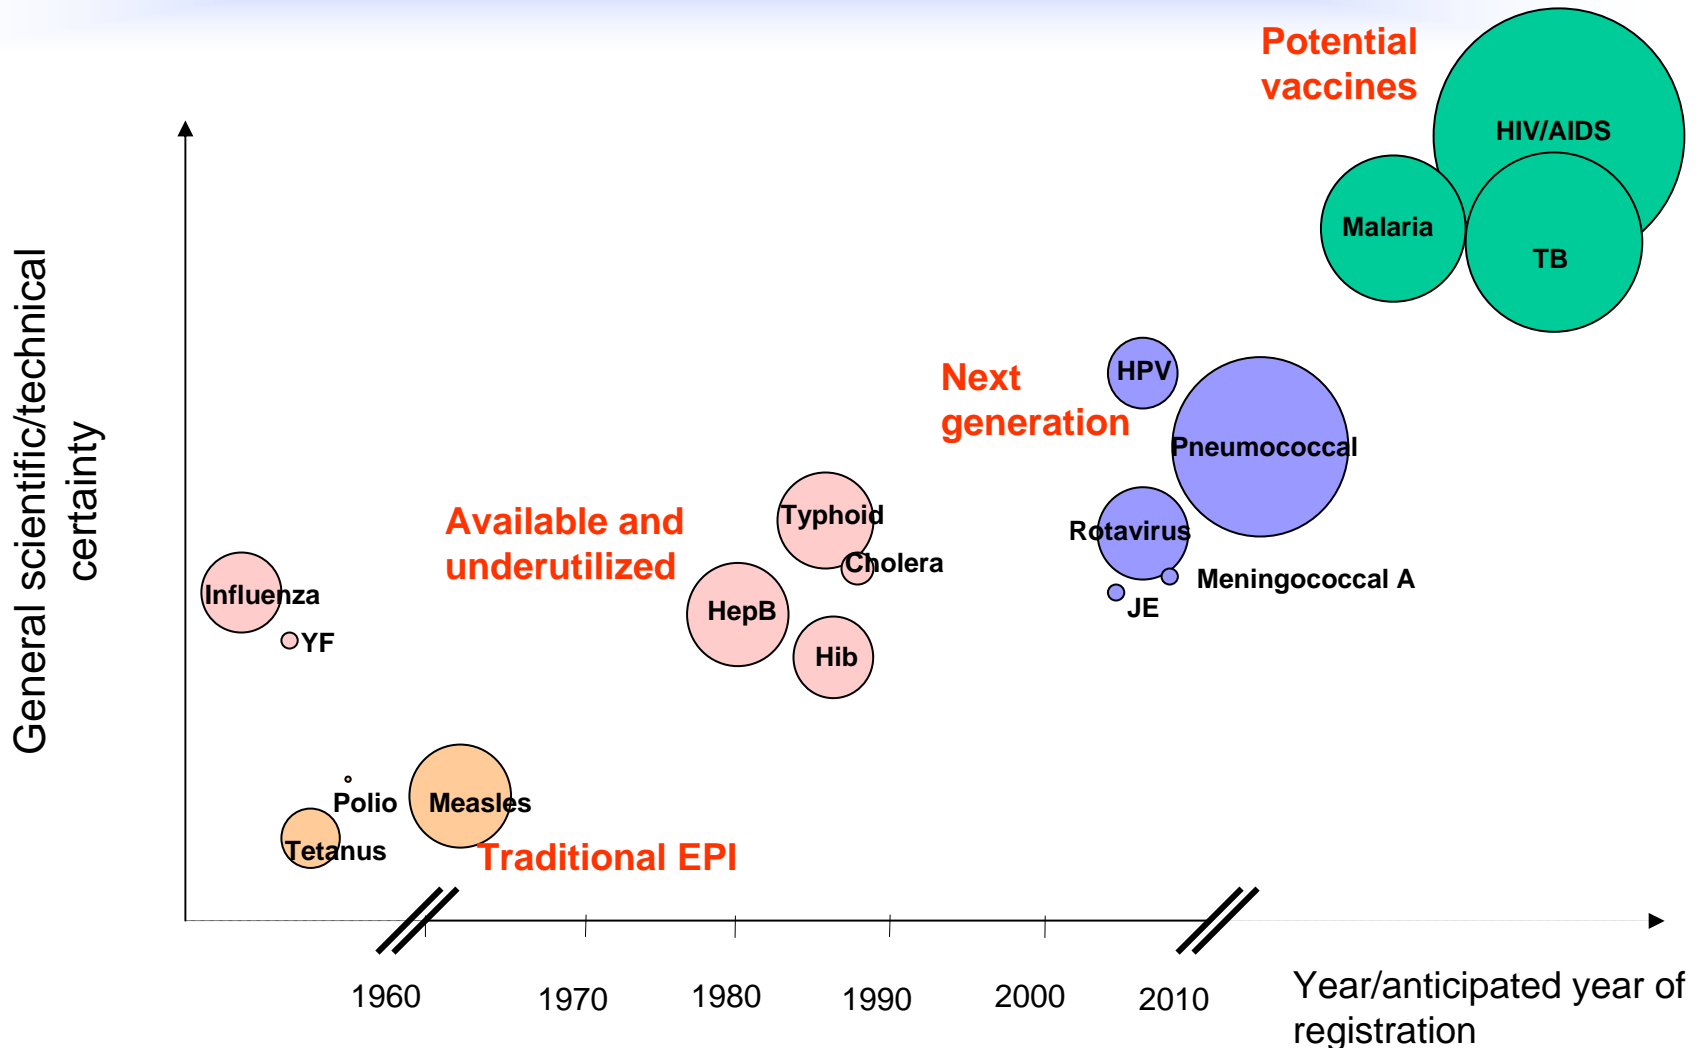 Potential
vaccines
HIV/AIDS
Malaria
TB
General scientific/technical
certainty
Next
generation
HPV
Pneumococcal
Available and
underutilized
Typhoid
Cholera
Rotavirus
Meningococcal A
JE
Influenza
YF
HepB
Hib
Polio
Measles
Tetanus
Traditional EPI
1960
1970
1980
1990
2000
2010
Year/anticipated year of
registration